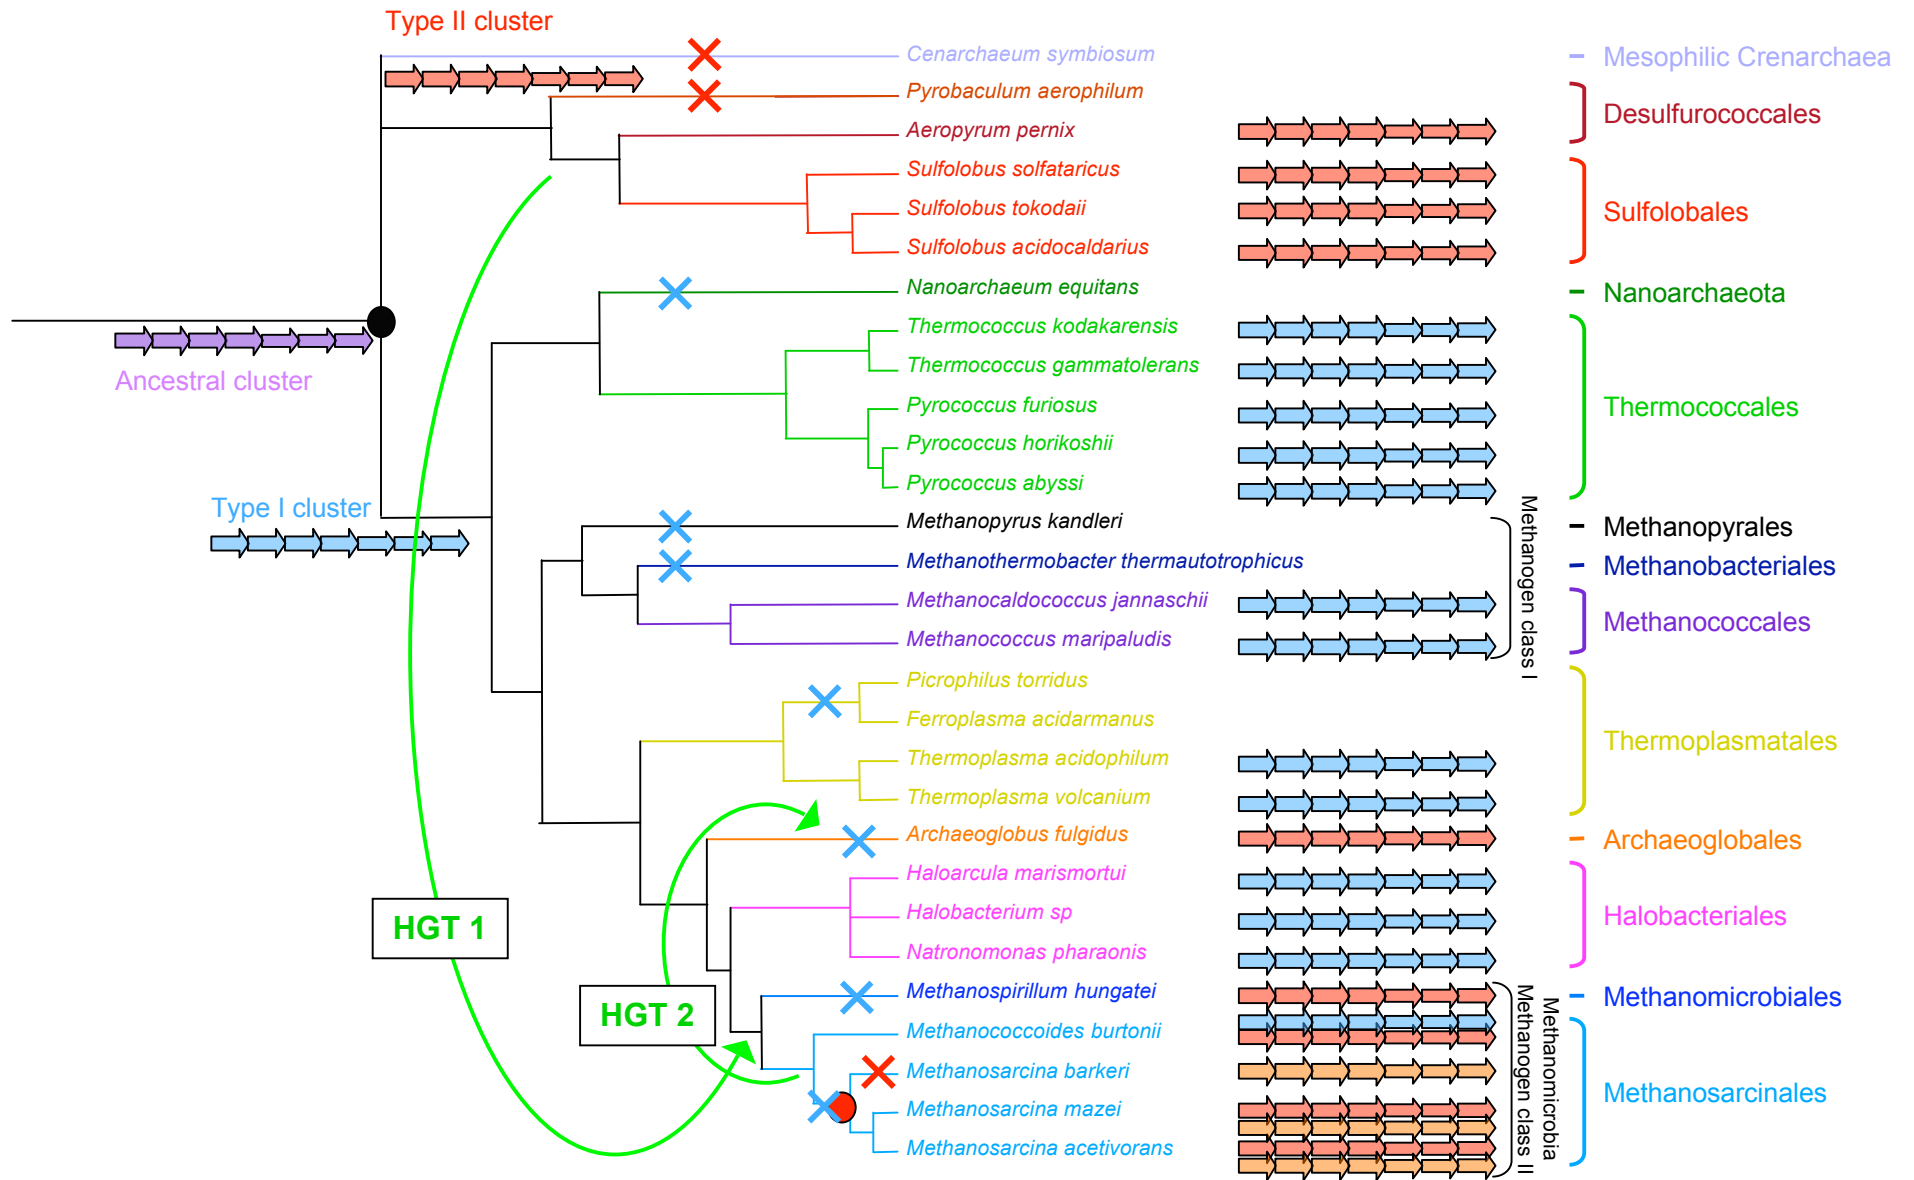 Type II cluster
Cenarchaeum symbiosum
Mesophilic Crenarchaea
Pyrobaculum aerophilum
Desulfurococcales
Aeropyrum pernix
Sulfolobus solfataricus
Sulfolobus tokodaii
Sulfolobales
Sulfolobus acidocaldarius
Nanoarchaeum equitans
Nanoarchaeota
Thermococcus kodakarensis
Ancestral cluster
Thermococcus gammatolerans
Pyrococcus furiosus
Thermococcales
Pyrococcus horikoshii
Pyrococcus abyssi
Type I cluster
Methanopyrus kandleri
Methanopyrales
Methanothermobacter thermautotrophicus
Methanobacteriales
Methanogen class I
Methanocaldococcus jannaschii
Methanococcales
Methanococcus maripaludis
Picrophilus torridus
Ferroplasma acidarmanus
Thermoplasmatales
Thermoplasma acidophilum
Thermoplasma volcanium
Archaeoglobus fulgidus
Archaeoglobales
Haloarcula marismortui
Halobacterium sp
Halobacteriales
HGT 1
Natronomonas pharaonis
Methanospirillum hungatei
Methanomicrobiales
HGT 2
Methanococcoides burtonii
Methanosarcina barkeri
Methanogen class II
Methanomicrobia
Methanosarcinales
Methanosarcina mazei
Methanosarcina acetivorans